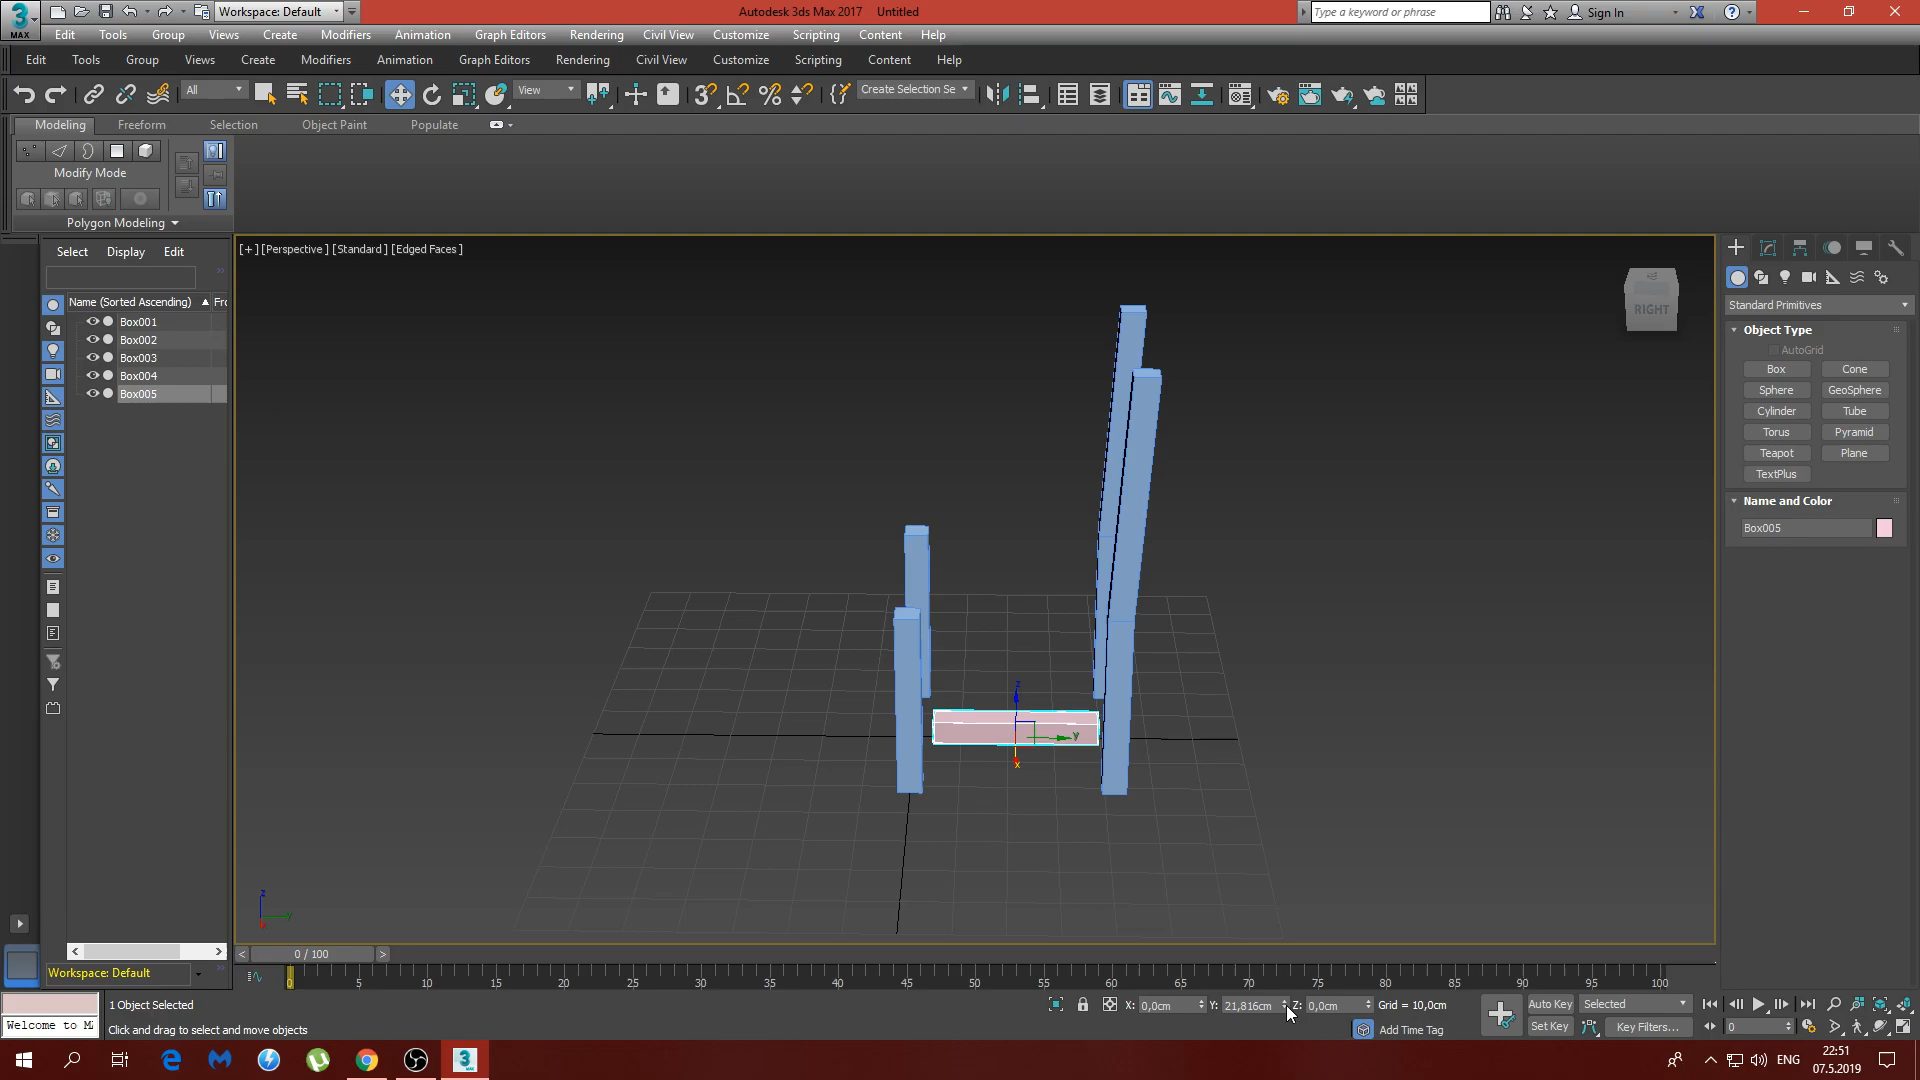 3 Workspace: Default Autodesk 3ds Max 2017 Untitled Type a keyword or phrase Sign In
MAX Edit Tools Group Views Create Modifiers Animation Graph Editors Rendering Civil View Customize Scripting Content Help
Edit Tools Group Views Create Modifiers Animation Graph Editors Rendering Civil View Customize Scripting Content Help
All View Create Selection Se
Modeling Freeform Selection Object Paint Populate
Modify Mode
Polygon Modeling
Select Display Edit
[+] [Perspective] [Standard] [Edged Faces]
Name (Sorted Ascending) Fr
Box001
Box002
Box003
Box004
Box005
RIGHT
Standard Primitives
Object Type
AutoGrid
Box Cone
Sphere GeoSphere
Cylinder Tube
Torus Pyramid
Teapot Plane
TextPlus
Name and Color
Box005
z
y
x
z
y
< 0 / 100 >
Workspace: Default
0 5 10 15 20 25 30 35 40 45 50 55 60 65 70 75 80 85 90 95 100
1 Object Selected X: 0,0cm Y: 21,816cm Z: 0,0cm Grid = 10,0cm Auto Key Selected
Welcome to M Click and drag to select and move objects Add Time Tag Set Key Key Filters... 0
ENG 22:51
07.5.2019